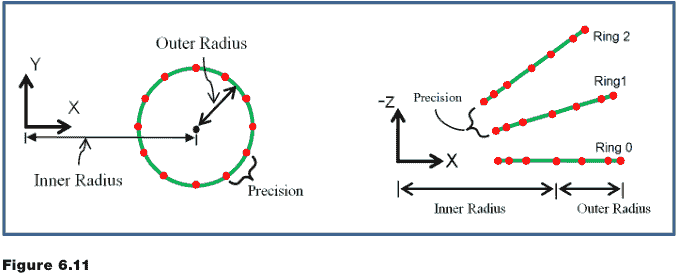 Outer Radius
Y
X
Inner Radius
Precision
Ring 2
Ring1
Precision
-Z
Ring 0
X
Inner Radius
Outer Radius
Figure 6.11